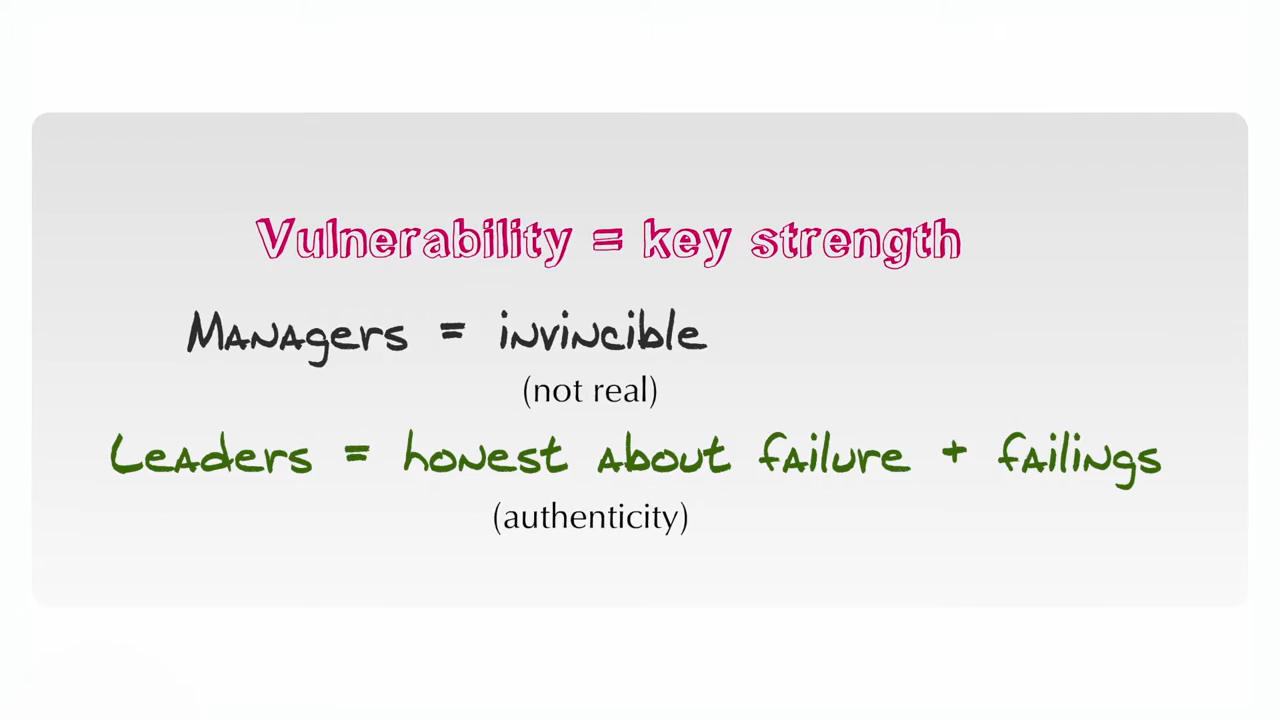 Vulnerability = key strength
Managers = invincible
(not real)
Leaders = honest about failure + failings
(authenticity)